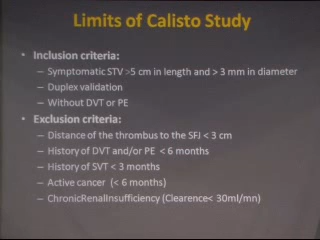 Limits of Calisto Study
• Inclusion criteria:
– Symptomatic STV >5 cm in length and > 3 mm in diameter
– Duplex validation
– Without DVT or PE
• Exclusion criteria:
– Distance of the thrombus to the SFJ < 3 cm
– History of DVT and/or PE < 6 months
– History of SVT < 3 months
– Active cancer (< 6 months)
– ChronicRenalInsufficiency (Clearence< 30ml/mn)